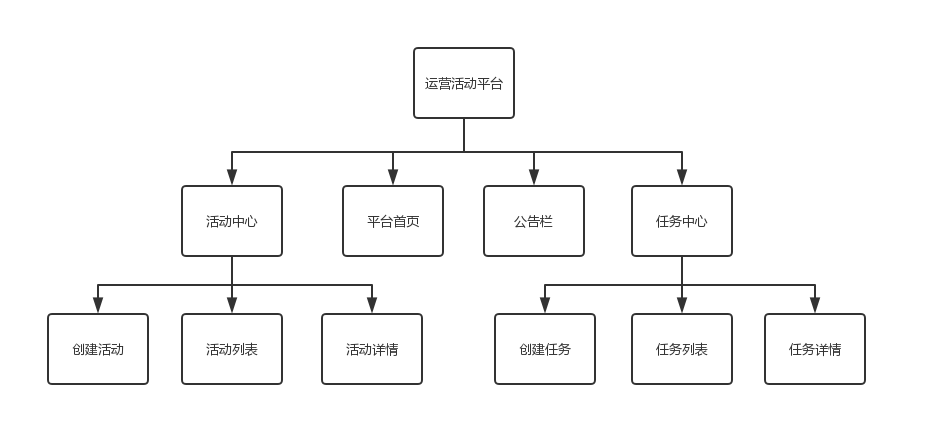 运营活动平台
活动中心
平台首页
公告栏
任务中心
创建活动
活动列表
活动详情
创建任务
任务列表
任务详情